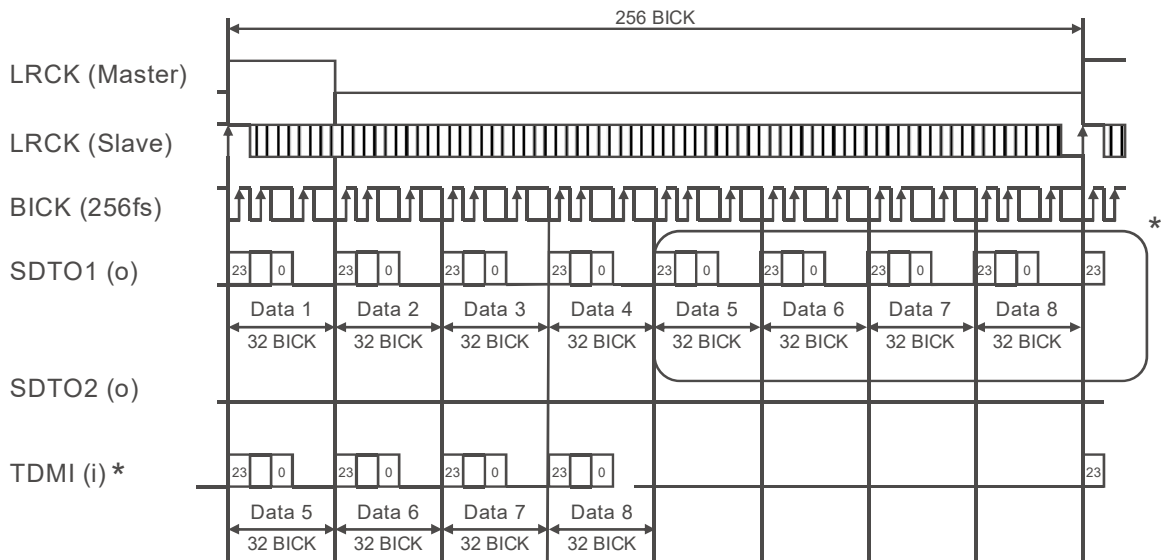 256 BICK
LRCK (Master)
LRCK (Slave)
BICK (256fs)
*
SDTO1 (o)
23 0 23 0 23 0 23 0 23 0 23 0 23 0 23 0 23
Data 1 Data 2 Data 3 Data 4 Data 5 Data 6 Data 7 Data 8
32 BICK 32 BICK 32 BICK 32 BICK 32 BICK 32 BICK 32 BICK 32 BICK
SDTO2 (o)
TDMI (i) *
23 0 23 0 23 0 23 0 23
Data 5 Data 6 Data 7 Data 8
32 BICK 32 BICK 32 BICK 32 BICK